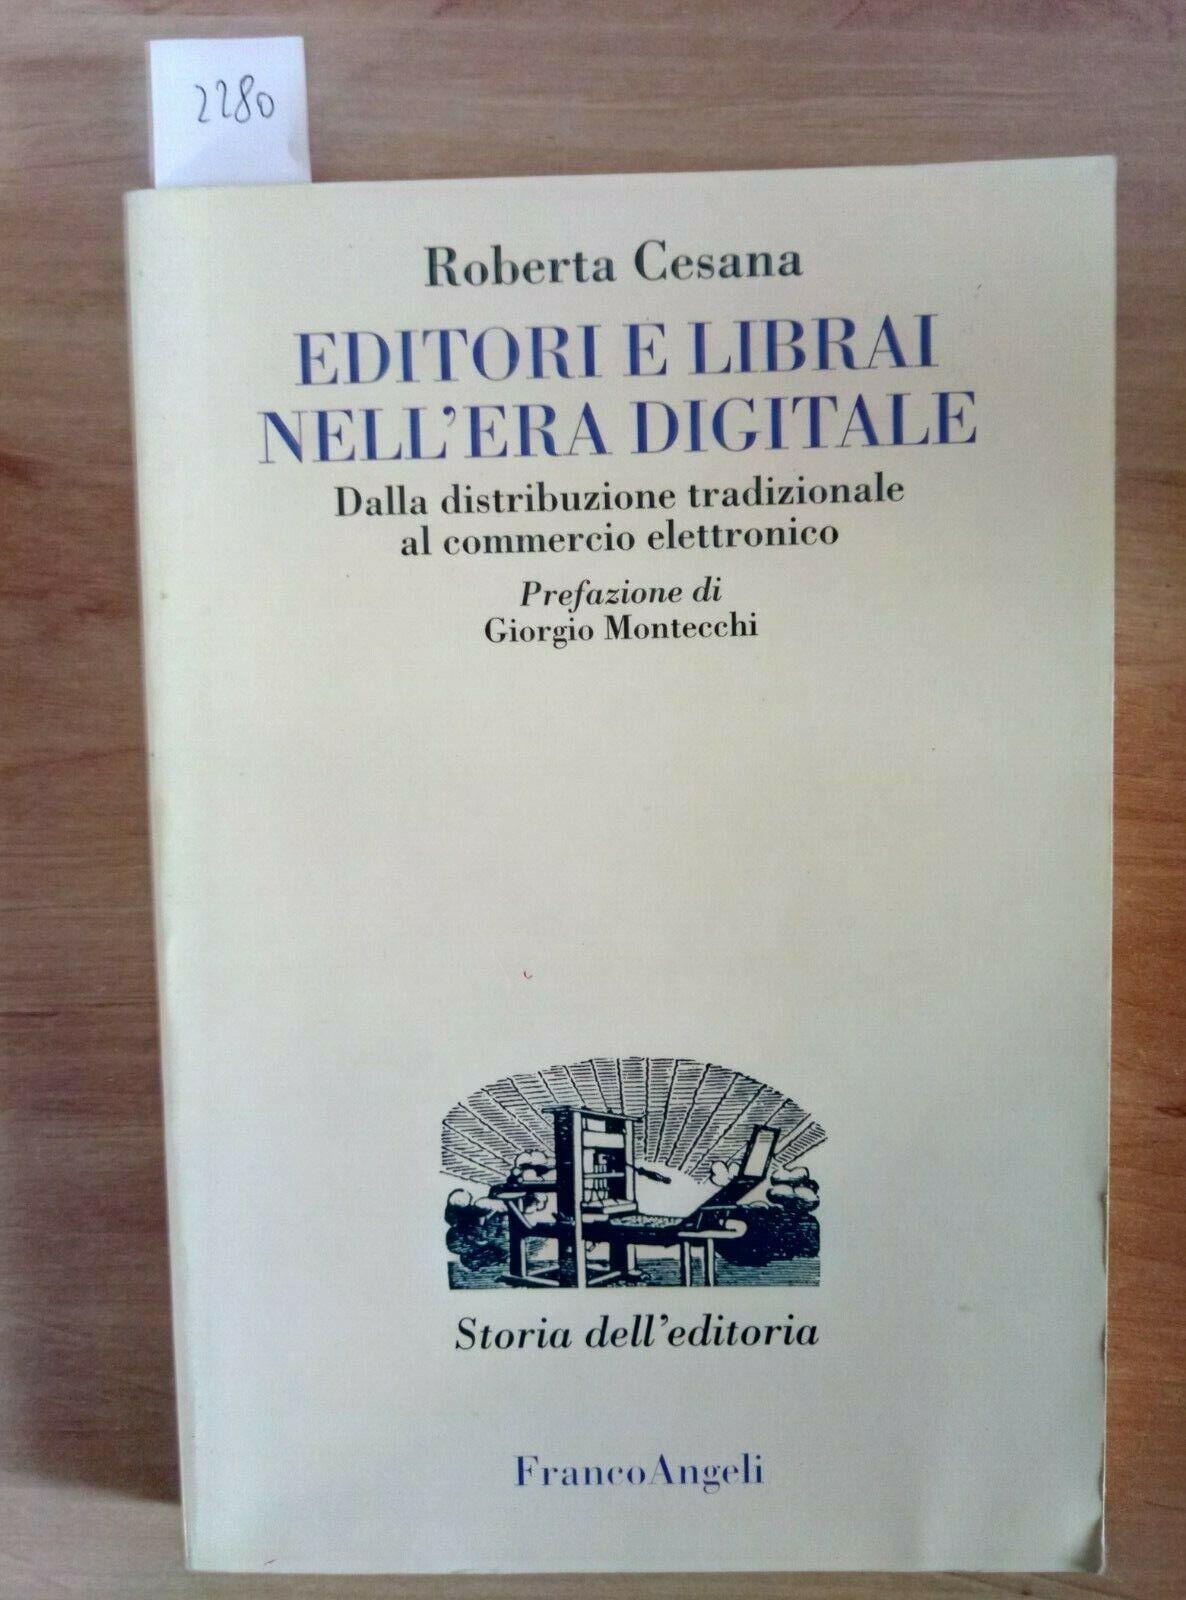 2280
Roberta Cesana
EDITORI E LIBRAI
NELL'ERA DIGITALE
Dalla distribuzione tradizionale
al commercio elettronico
Prefazione di
Giorgio Montecchi
Storia dell'editoria
FrancoAngeli